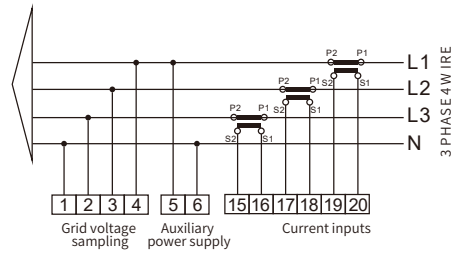 P2 P1
L1
P2 P1 S2 S1
L2
P2 P1 S2 S1
L3
S2 S1
N
3 PHASE 4 WIRE
1 2 3 4 5 6 15 16 17 18 19 20
Grid voltage sampling
Auxiliary power supply
Current inputs